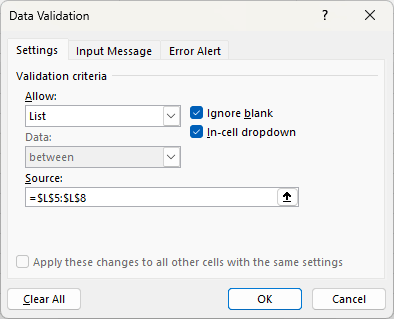 Data Validation ?
Settings Input Message Error Alert
Validation criteria
Allow:
List
Ignore blank
In-cell dropdown
Data:
between
Source:
=$L$5:$L$8
Apply these changes to all other cells with the same settings
Clear All OK Cancel